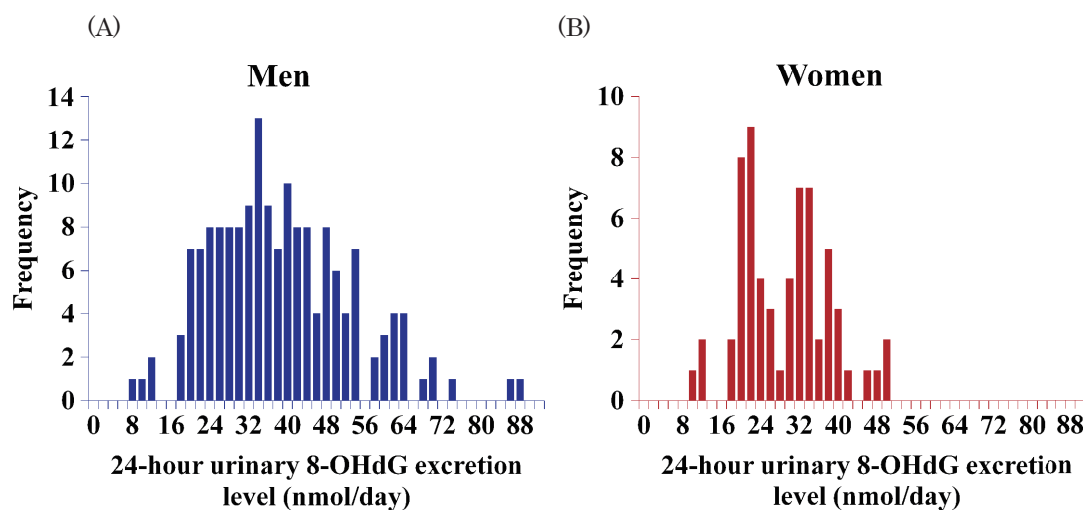 (A)
Men
14
12
10
8
6
4
2
0
Frequency
0 8 16 24 32 40 48 56 64 72 80 88
24-hour urinary 8-OHdG excretion
level (nmol/day)
(B)
Women
10
8
6
4
2
0
Frequency
0 8 16 24 32 40 48 56 64 72 80 88
24-hour urinary 8-OHdG excretion
level (nmol/day)